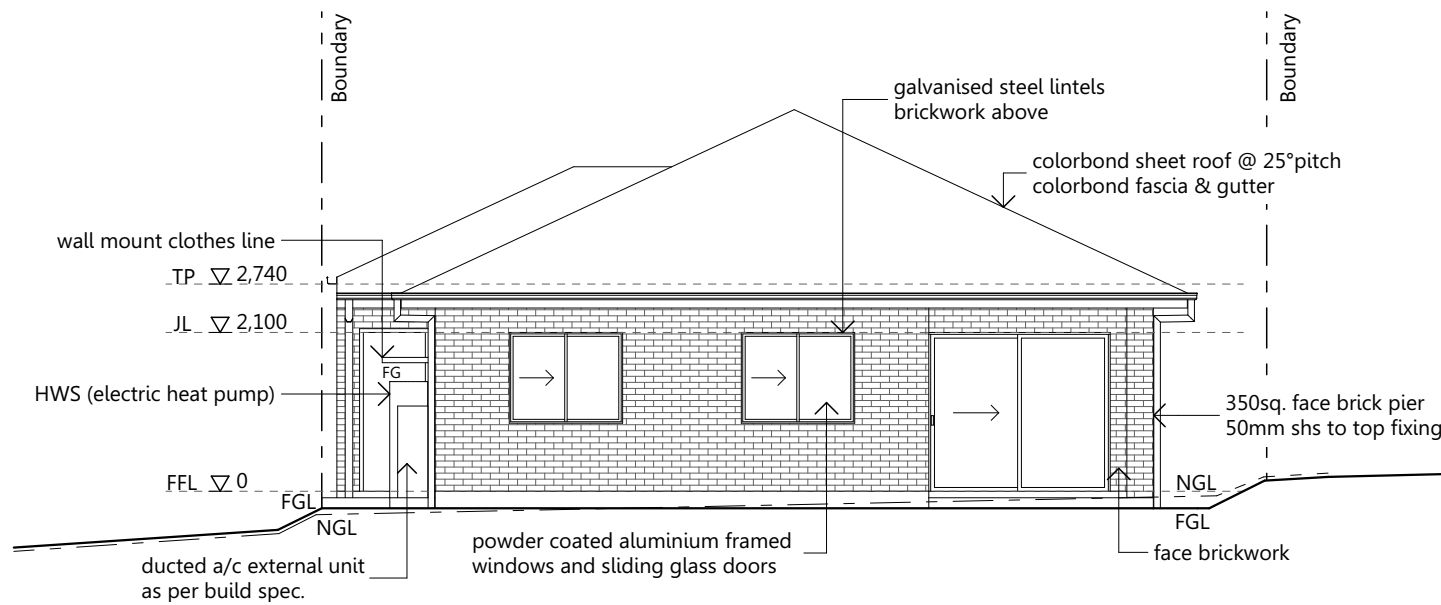 Boundary
Boundary
galvanised steel lintels
brickwork above
colorbond sheet roof @ 25°pitch
colorbond fascia & gutter
wall mount clothes line
TP 2,740
JL 2,100
FG
HWS (electric heat pump)
350sq. face brick pier
50mm shs to top fixing
FFL 0
NGL
FGL
NGL
FGL
powder coated aluminium framed
windows and sliding glass doors
face brickwork
ducted a/c external unit
as per build spec.